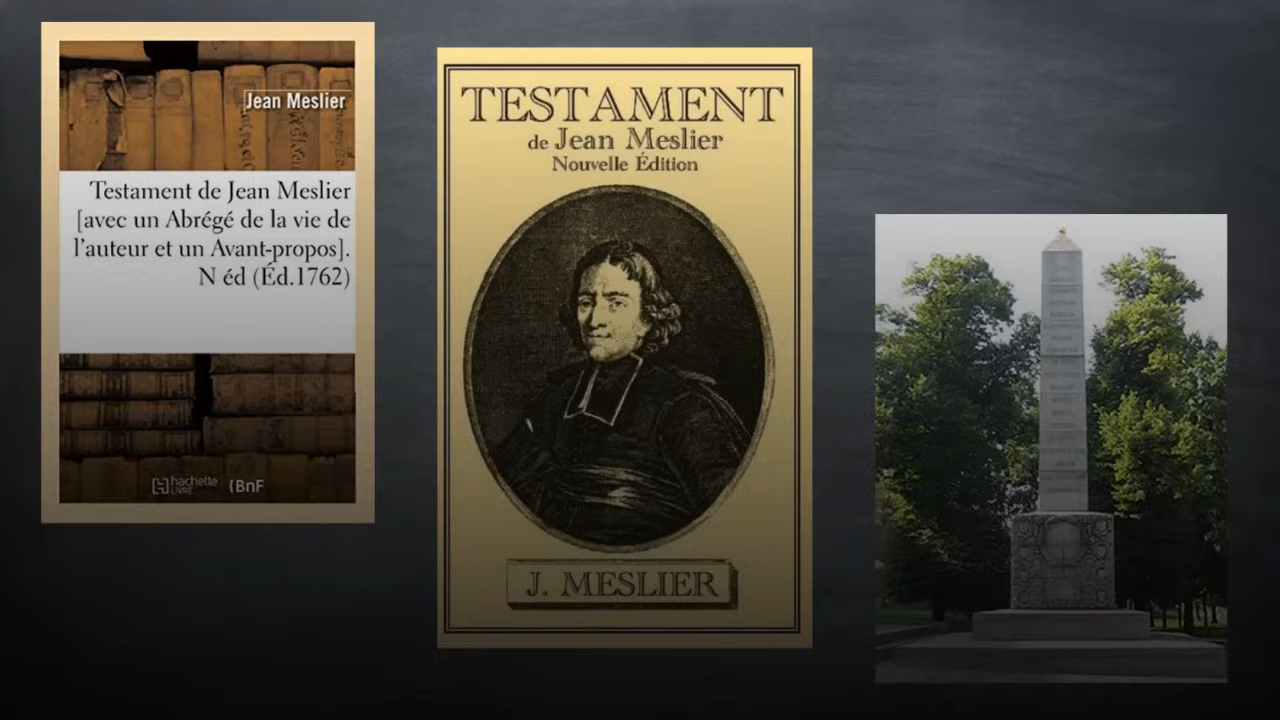 Jean Meslier
Testament de Jean Meslier
[avec un Abrégé de la vie de
l'auteur et un Avant-propos].
N éd (Éd.1762)
hachette
LIVRE
{BnF
TESTAMENT
de Jean Meslier
Nouvelle Édition
J. MESLIER